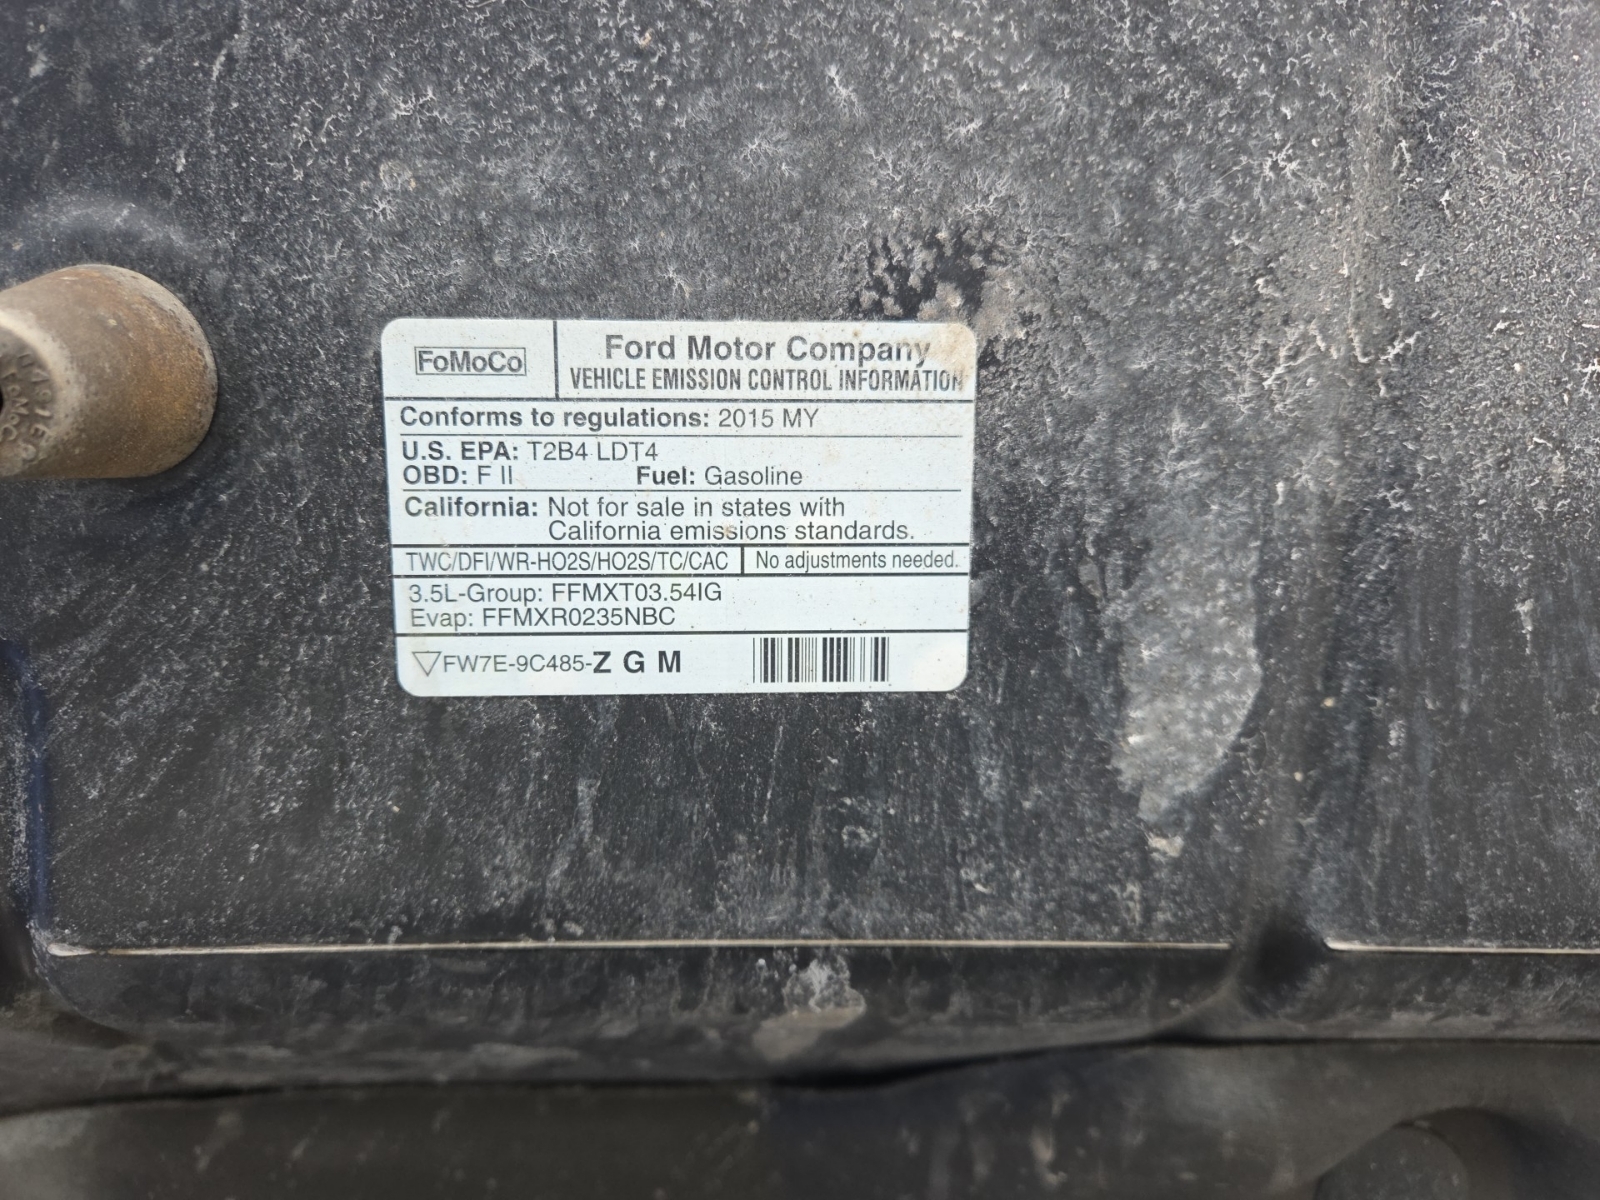 FoMoCo
Ford Motor Company
VEHICLE EMISSION CONTROL INFORMATION
Conforms to regulations: 2015 MY
U.S. EPA: T2B4 LDT4
OBD: F II Fuel: Gasoline
California: Not for sale in states with
California emissions standards.
TWC/DFI/WR-HO2S/HO2S/TC/CAC No adjustments needed.
3.5L-Group: FFMXT03.54IG
Evap: FFMXR0235NBC
▽FW7E-9C485-Z G M